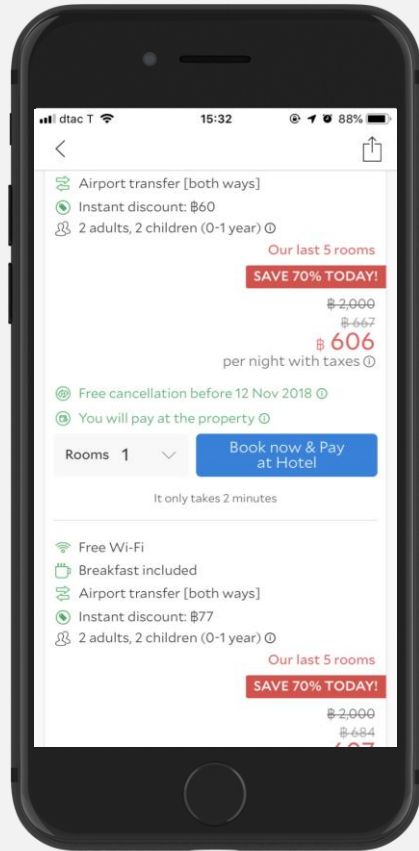 dtac T 15:32 88%
Airport transfer [both ways]
Instant discount: ฿60
2 adults, 2 children (0-1 year)
Our last 5 rooms
SAVE 70% TODAY!
฿ 2,000
฿ 667
฿ 606
per night with taxes
Free cancellation before 12 Nov 2018
You will pay at the property
Rooms 1
Book now & Pay
at Hotel
It only takes 2 minutes
Free Wi-Fi
Breakfast included
Airport transfer [both ways]
Instant discount: ฿77
2 adults, 2 children (0-1 year)
Our last 5 rooms
SAVE 70% TODAY!
฿ 2,000
฿ 684